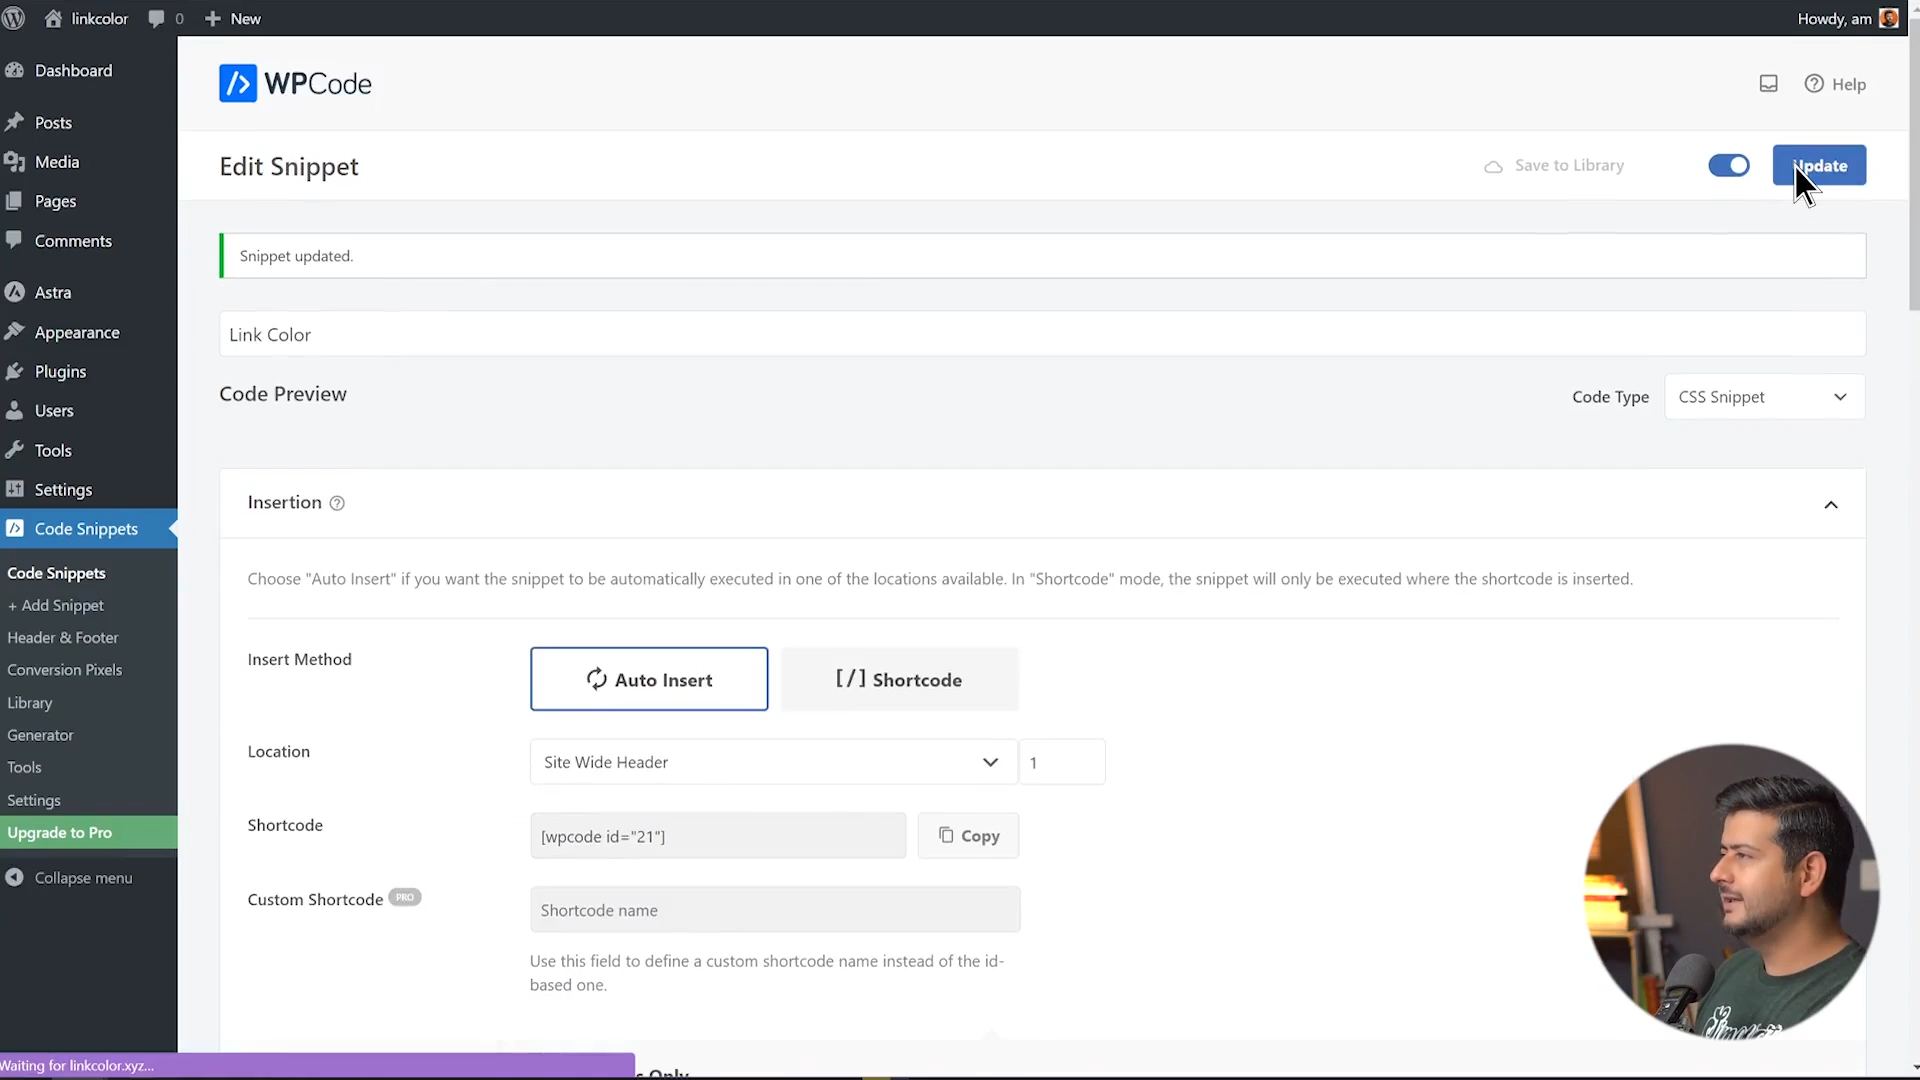 linkcolor
0
New
Howdy, am
Dashboard
Posts
Media
Pages
Comments
Astra
Appearance
Plugins
Users
Tools
Settings
Code Snippets
Code Snippets
+ Add Snippet
Header & Footer
Conversion Pixels
Library
Generator
Tools
Settings
Upgrade to Pro
Collapse menu
Waiting for linkcolor.xyz...
WPCode
Help
Edit Snippet
Save to Library
Update
Snippet updated.
Link Color
Code Preview
Code Type
CSS Snippet
Insertion
Choose "Auto Insert" if you want the snippet to be automatically executed in one of the locations available. In "Shortcode" mode, the snippet will only be executed where the shortcode is inserted.
Insert Method
Auto Insert
[/] Shortcode
Location
Site Wide Header
1
Shortcode
[wpcode id="21"]
Copy
Custom Shortcode PRO
Shortcode name
Use this field to define a custom shortcode name instead of the id-
based one.
Only